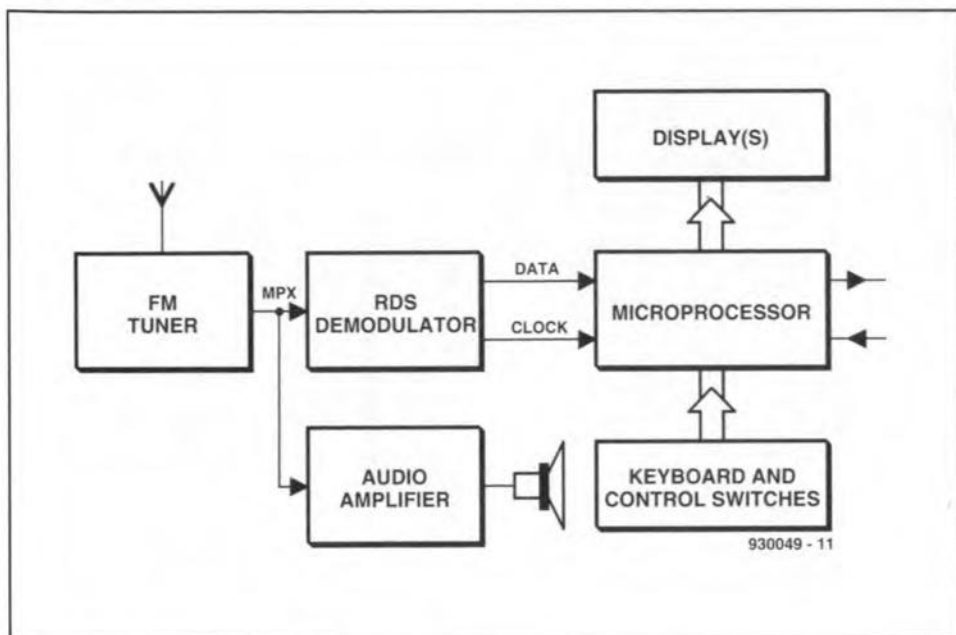 DISPLAY(S)
FM
TUNER
MPX
RDS
DEMODULATOR
DATA
CLOCK
MICROPROCESSOR
AUDIO
AMPLIFIER
KEYBOARD AND
CONTROL SWITCHES
930049 - 11